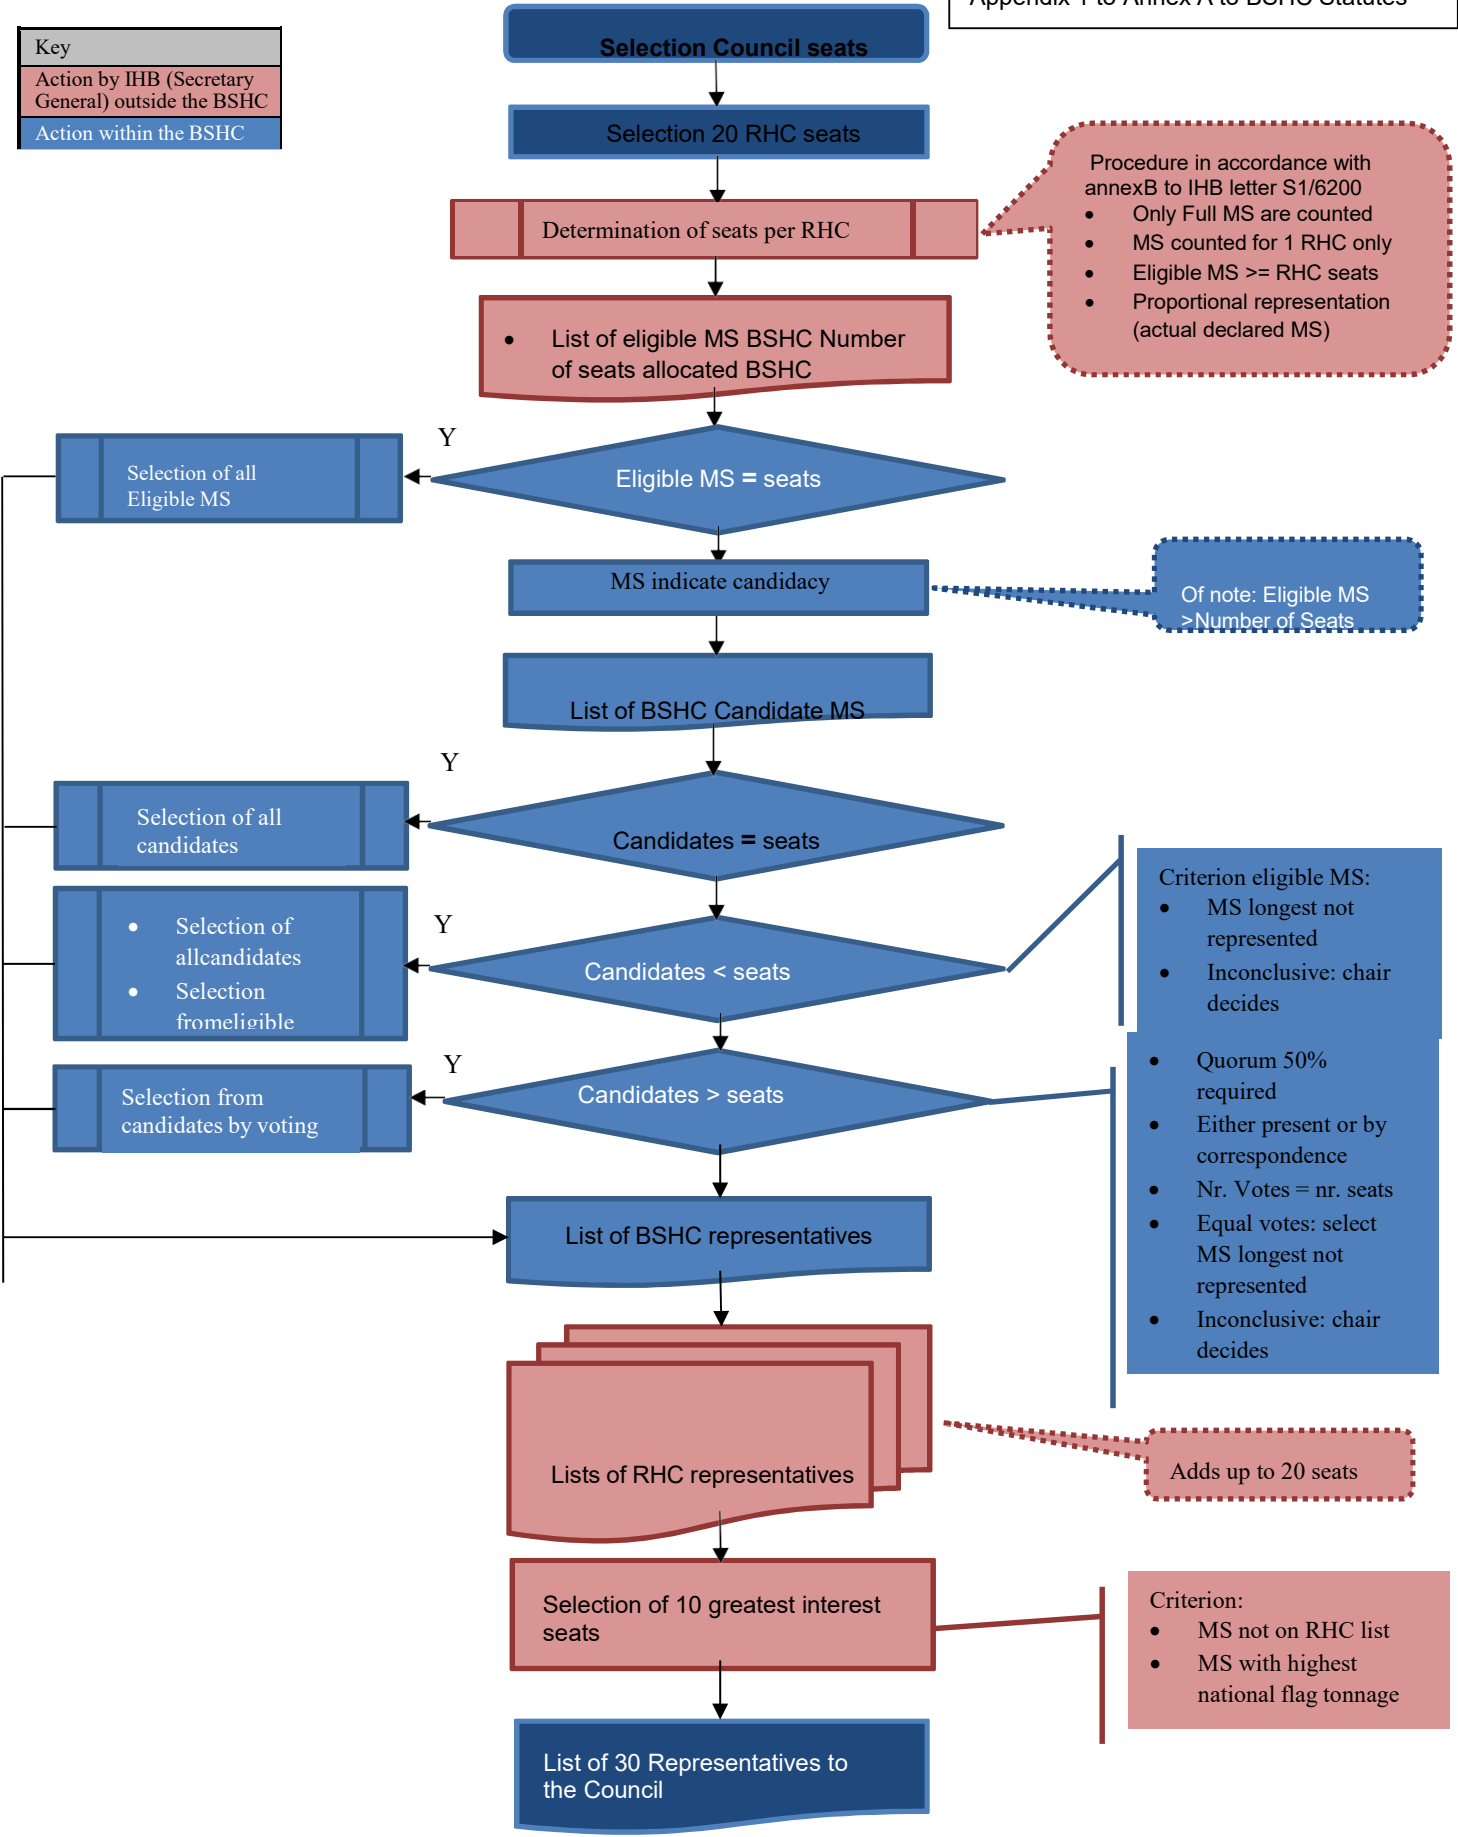 Appendix 1 to Annex A to BSHC Statutes
Key
Action by IHB (Secretary
General) outside the BSHC
Action within the BSHC
Selection Council seats
Selection 20 RHC seats
Determination of seats per RHC
Procedure in accordance with
annexB to IHB letter S1/6200
• Only Full MS are counted
• MS counted for 1 RHC only
• Eligible MS >= RHC seats
• Proportional representation
(actual declared MS)
• List of eligible MS BSHC Number
of seats allocated BSHC
Y
Eligible MS = seats
Selection of all
Eligible MS
MS indicate candidacy
Of note: Eligible MS
>Number of Seats
List of BSHC Candidate MS
Y
Candidates = seats
Selection of all
candidates
Y
Candidates < seats
• Selection of
allcandidates
• Selection
fromeligible
Criterion eligible MS:
• MS longest not
represented
• Inconclusive: chair
decides
Y
Candidates > seats
Selection from
candidates by voting
• Quorum 50%
required
• Either present or by
correspondence
• Nr. Votes = nr. seats
• Equal votes: select
MS longest not
represented
• Inconclusive: chair
decides
List of BSHC representatives
Lists of RHC representatives
Adds up to 20 seats
Selection of 10 greatest interest
seats
Criterion:
• MS not on RHC list
• MS with highest
national flag tonnage
List of 30 Representatives to
the Council